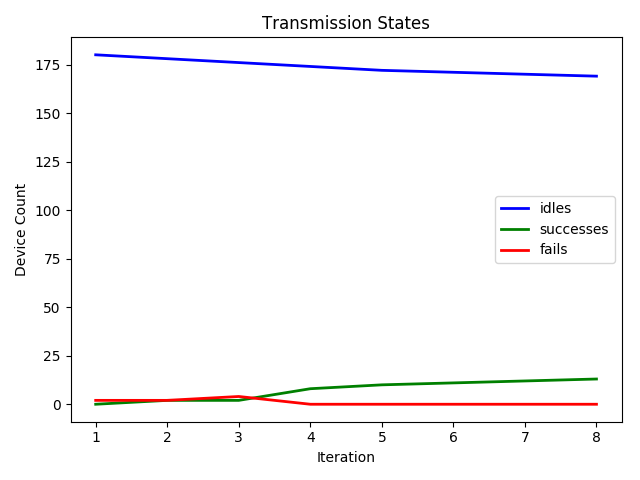 Transmission States
175
150
125
100
75
50
25
0
Device Count
idles
successes
fails
1 2 3 4 5 6 7 8
Iteration